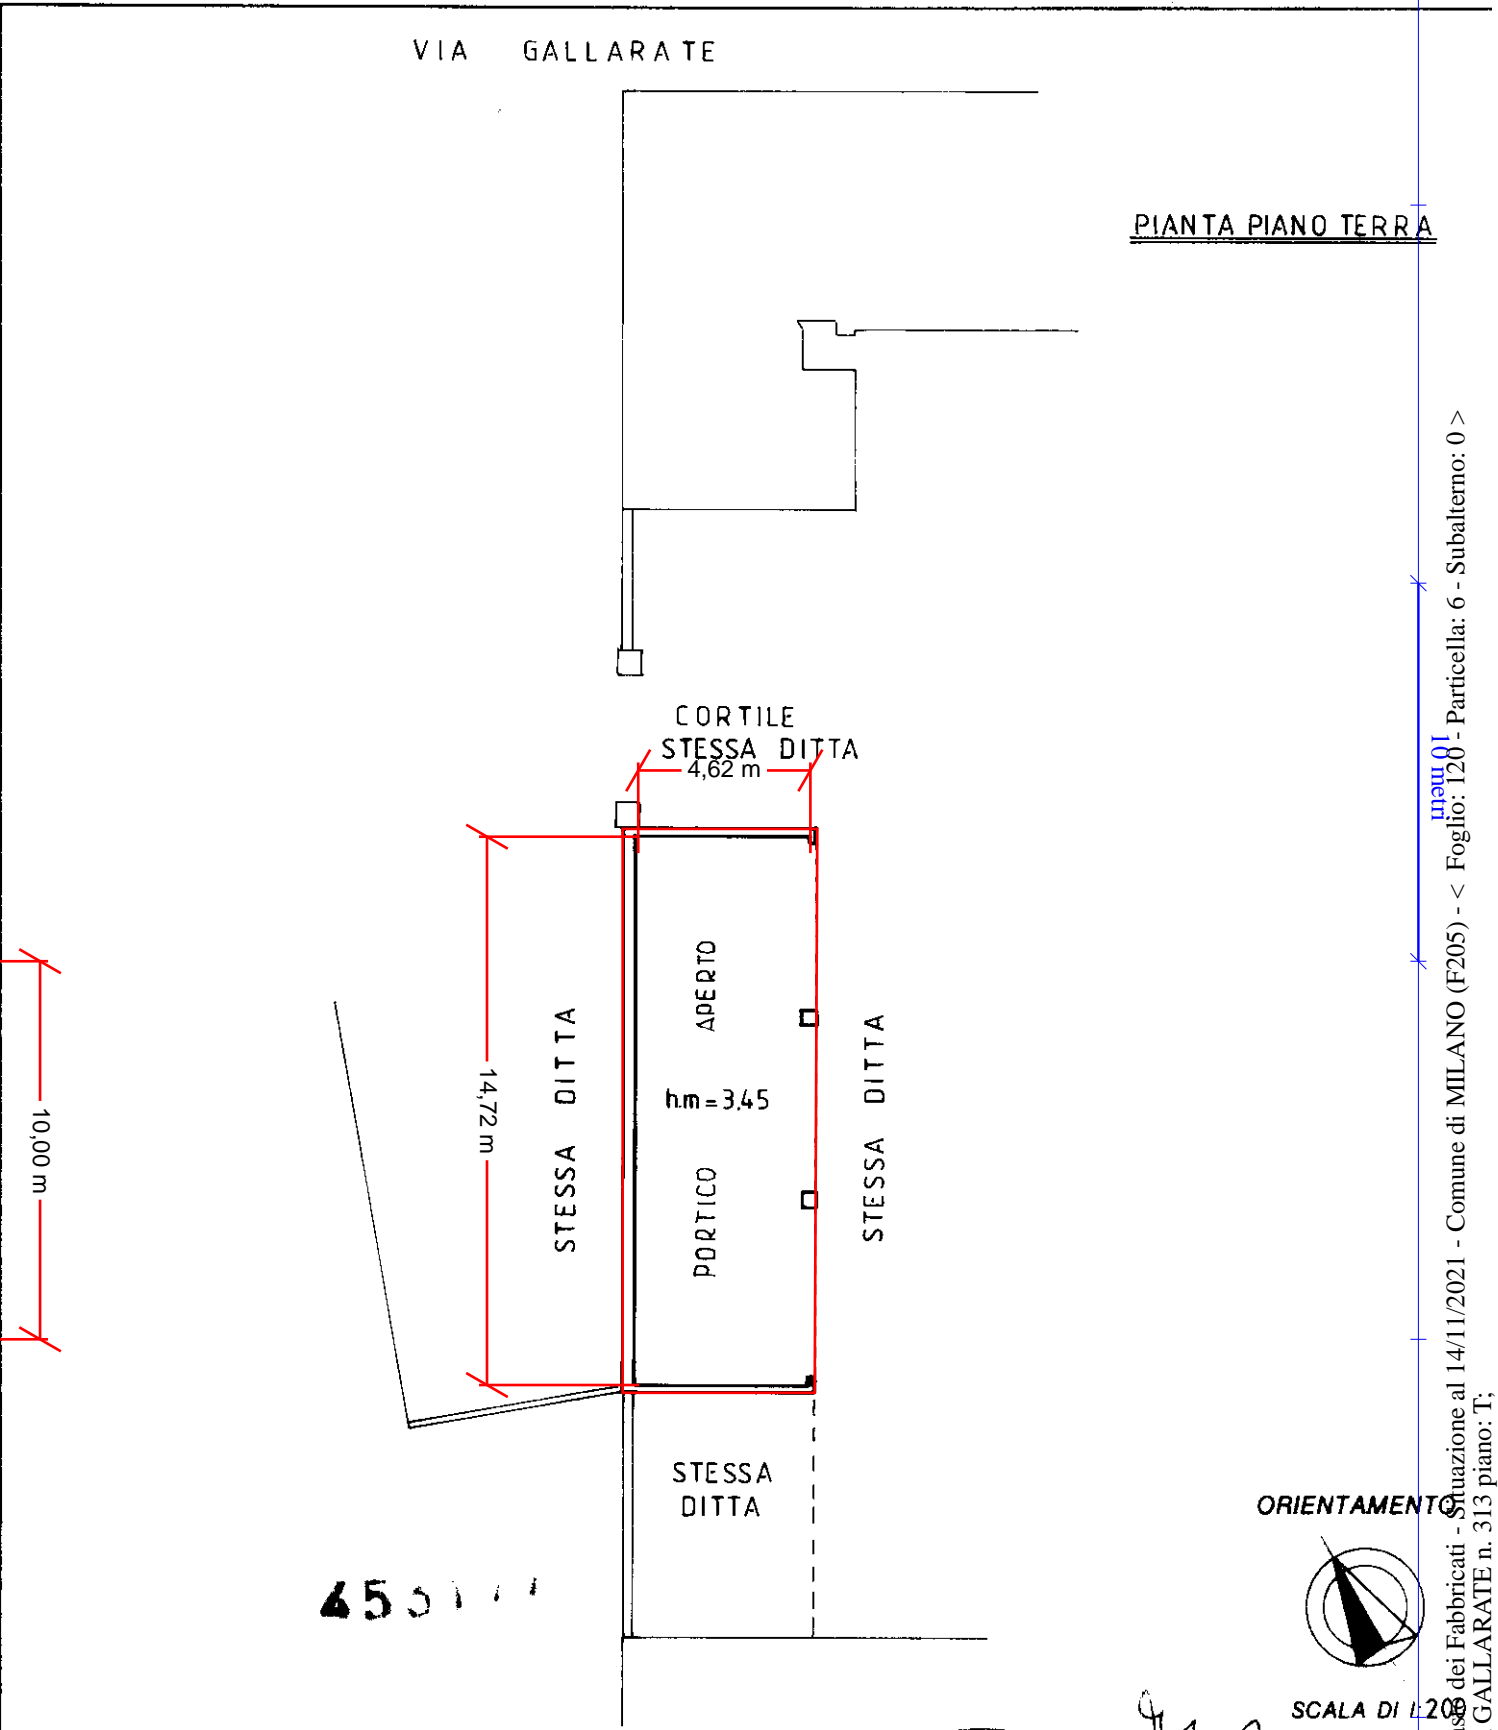 VIA GALLARATE
PIANTA PIANO TERRA
CORTILE
STESSA DITTA
4,62 m
10 metri
14,72 m
10,00 m
STESSA DITTA
PORTICO APERTO
h.m = 3.45
STESSA DITTA
STESSA
DITTA
ORIENTAMENTO
SCALA DI 1:200
dei Fabbricati - Situazione al 14/11/2021 - Comune di MILANO (F205) - < Foglio: 120 - Particella: 6 - Subalterno: 0 >
GALLARATE n. 313 piano: T;